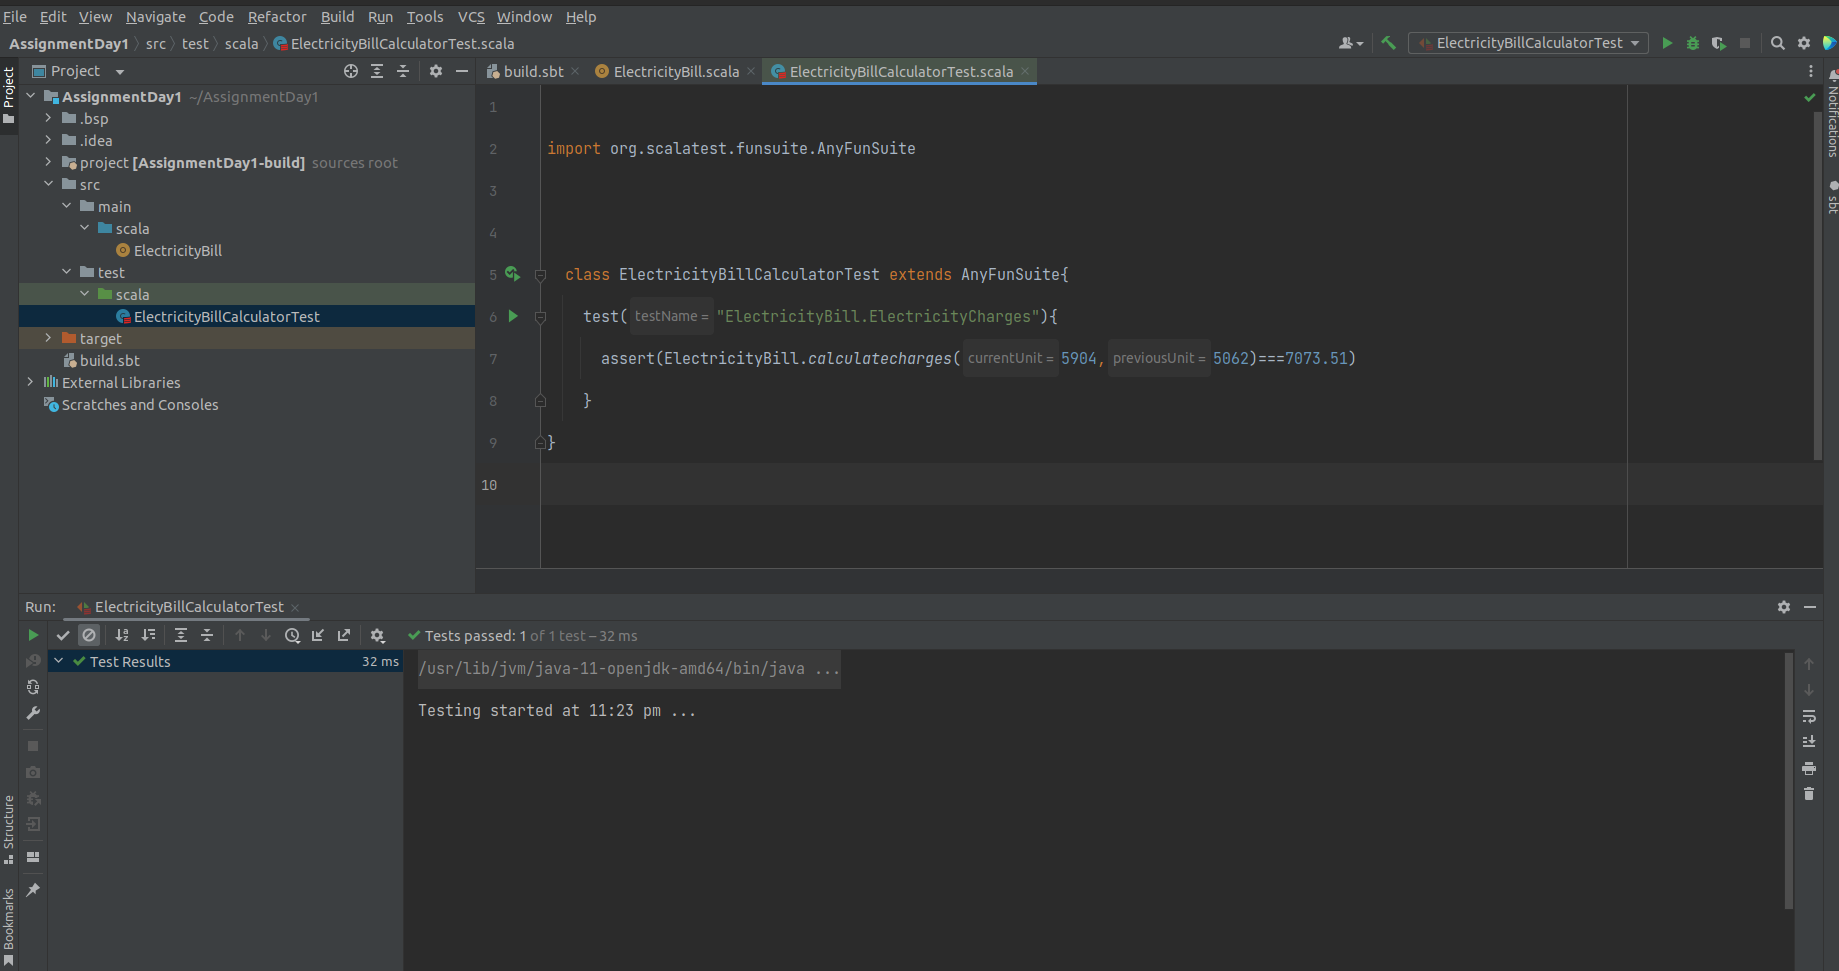 File Edit View Navigate Code Refactor Build Run Tools VCS Window Help
AssignmentDay1 src test scala ElectricityBillCalculatorTest.scala
ElectricityBillCalculatorTest
Project
Project
build.sbt
ElectricityBill.scala
ElectricityBillCalculatorTest.scala
AssignmentDay1 ~/AssignmentDay1
.bsp
.idea
project [AssignmentDay1-build] sources root
src
main
scala
ElectricityBill
test
scala
ElectricityBillCalculatorTest
target
build.sbt
External Libraries
Scratches and Consoles
1
2 import org.scalatest.funsuite.AnyFunSuite
3
4
5 class ElectricityBillCalculatorTest extends AnyFunSuite{
6 test( testName = "ElectricityBill.ElectricityCharges"){
7 assert(ElectricityBill.calculatecharges( currentUnit = 5904, previousUnit = 5062)===7073.51)
8 }
9 }
10
Notifications
sbt
Run: ElectricityBillCalculatorTest
Tests passed: 1 of 1 test – 32 ms
Test Results 32 ms
/usr/lib/jvm/java-11-openjdk-amd64/bin/java ...
Testing started at 11:23 pm ...
Structure
Bookmarks